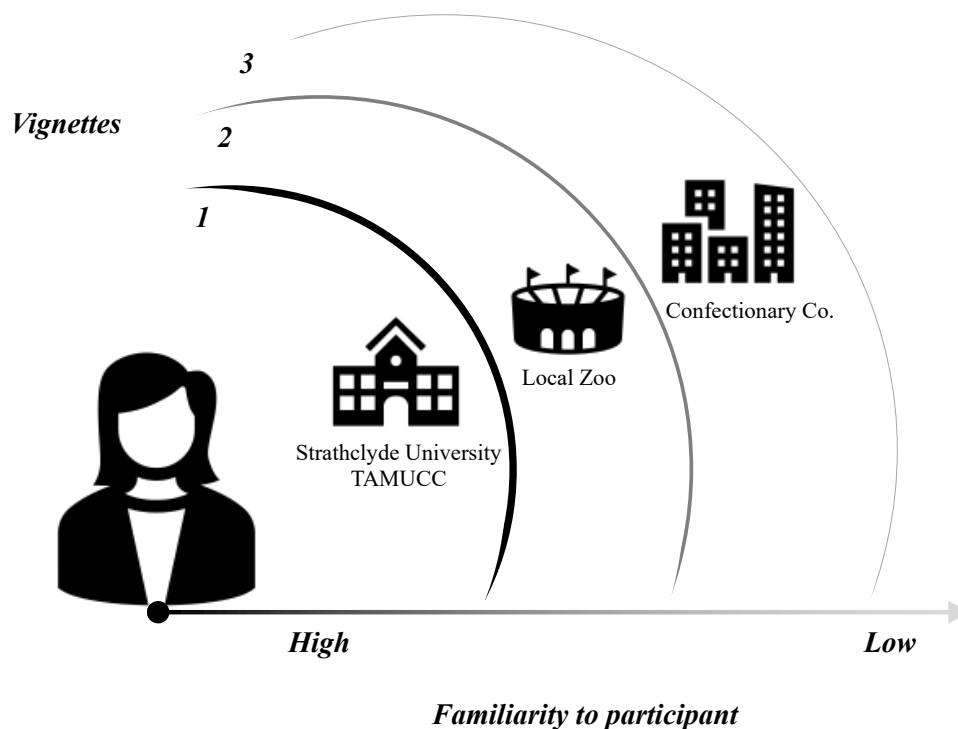 3
Vignettes
2
1
Confectionary Co.
Local Zoo
Strathclyde University
TAMUCC
High
Low
Familiarity to participant